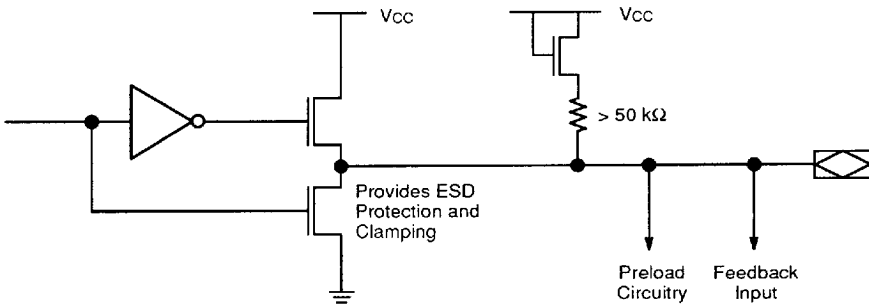 Vcc
Vcc
> 50 kΩ
Provides ESD
Protection and
Clamping
Preload
Circuitry
Feedback
Input